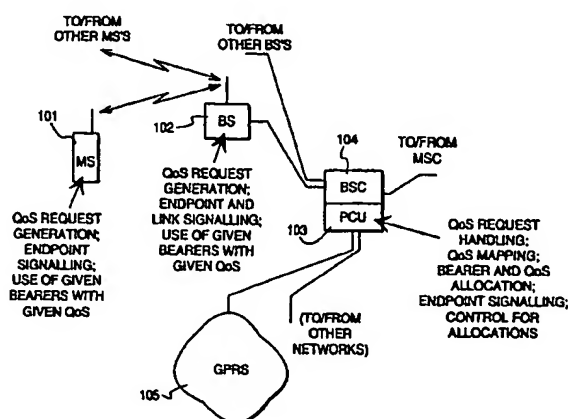 TO/FROM
OTHER MS'S
TO/FROM
OTHER BS'S
101
MS
102
BS
104
BSC
PCU
103
TO/FROM
MSC
QoS REQUEST
GENERATION;
ENDPOINT
SIGNALLING;
USE OF GIVEN
BEARERS WITH
GIVEN QoS
QoS REQUEST
GENERATION;
ENDPOINT AND
LINK SIGNALLING;
USE OF GIVEN
BEARERS WITH
GIVEN QoS
QoS REQUEST
HANDLING;
QoS MAPPING;
BEARER AND QoS
ALLOCATION;
ENDPOINT SIGNALLING;
CONTROL FOR
ALLOCATIONS
(TO/FROM
OTHER
NETWORKS)
GPRS
105